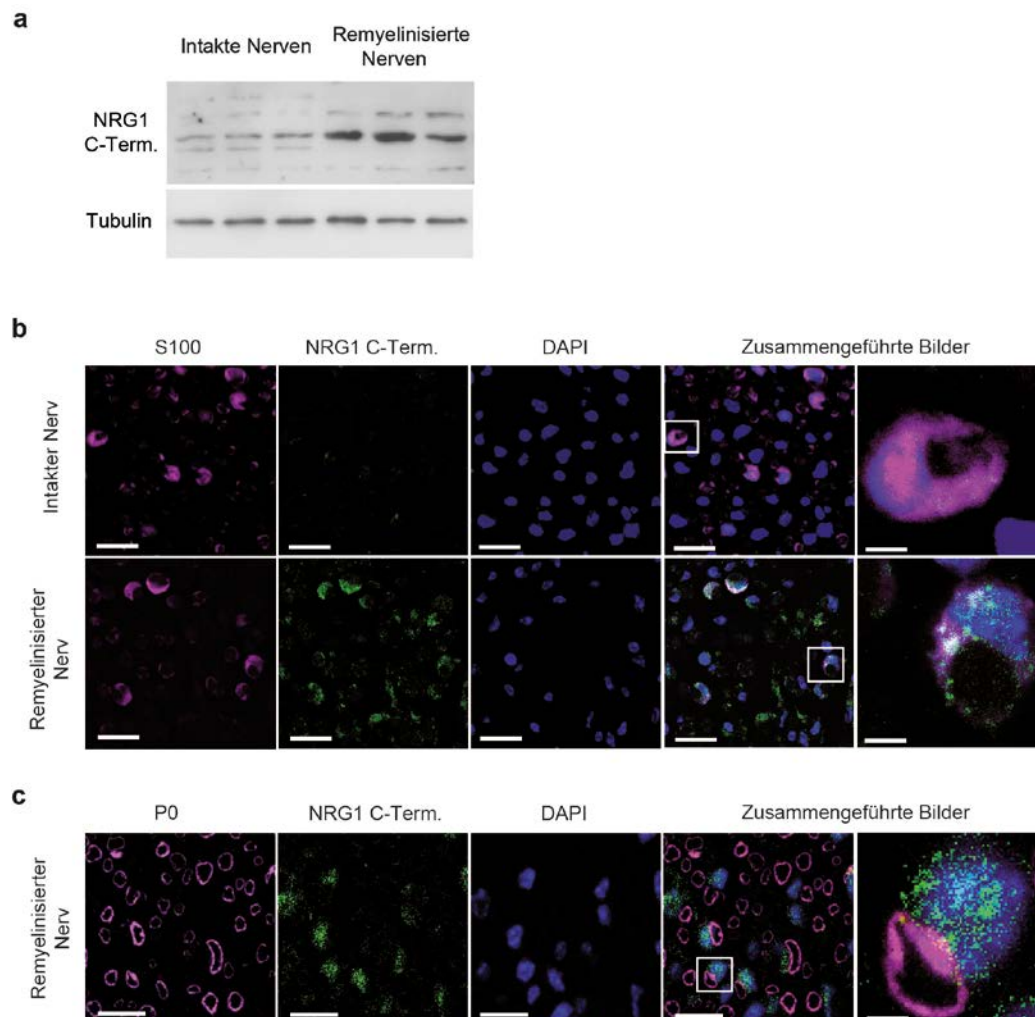 a
Intakte Nerven
Remyelinisierte
Nerven
NRG1
C-Term.
Tubulin
b
S100
NRG1 C-Term.
DAPI
Zusammengeführte Bilder
Intakter Nerv
Remyelinisierter
Nerv
c
P0
NRG1 C-Term.
DAPI
Zusammengeführte Bilder
Remyelinisierter
Nerv